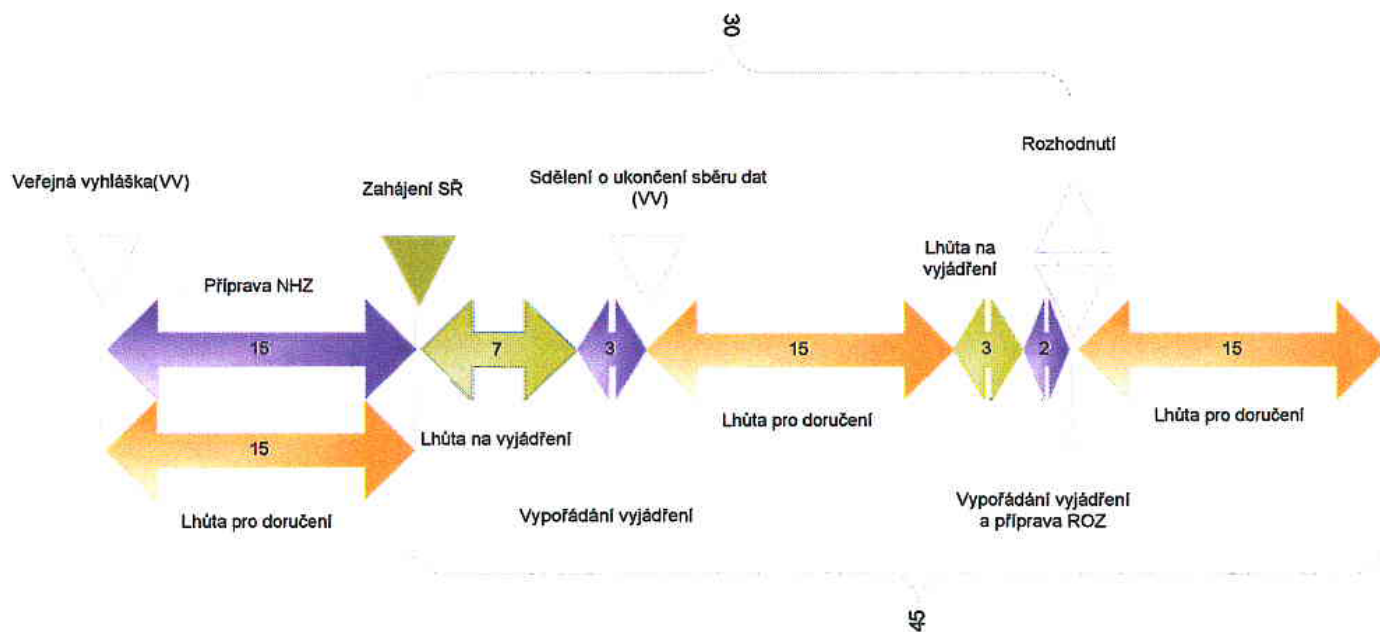 30
Rozhodnutí
Veřejná vyhláška(VV)
Zahájení SŘ
Sdělení o ukončení sběru dat
(VV)
Lhůta na
vyjádření
Příprava NHZ
15
7
3
15
3
2
15
Lhůta na vyjádření
Lhůta pro doručení
Lhůta pro doručení
15
Lhůta pro doručení
Vypořádání vyjádření
Vypořádání vyjádření
a příprava ROZ
45